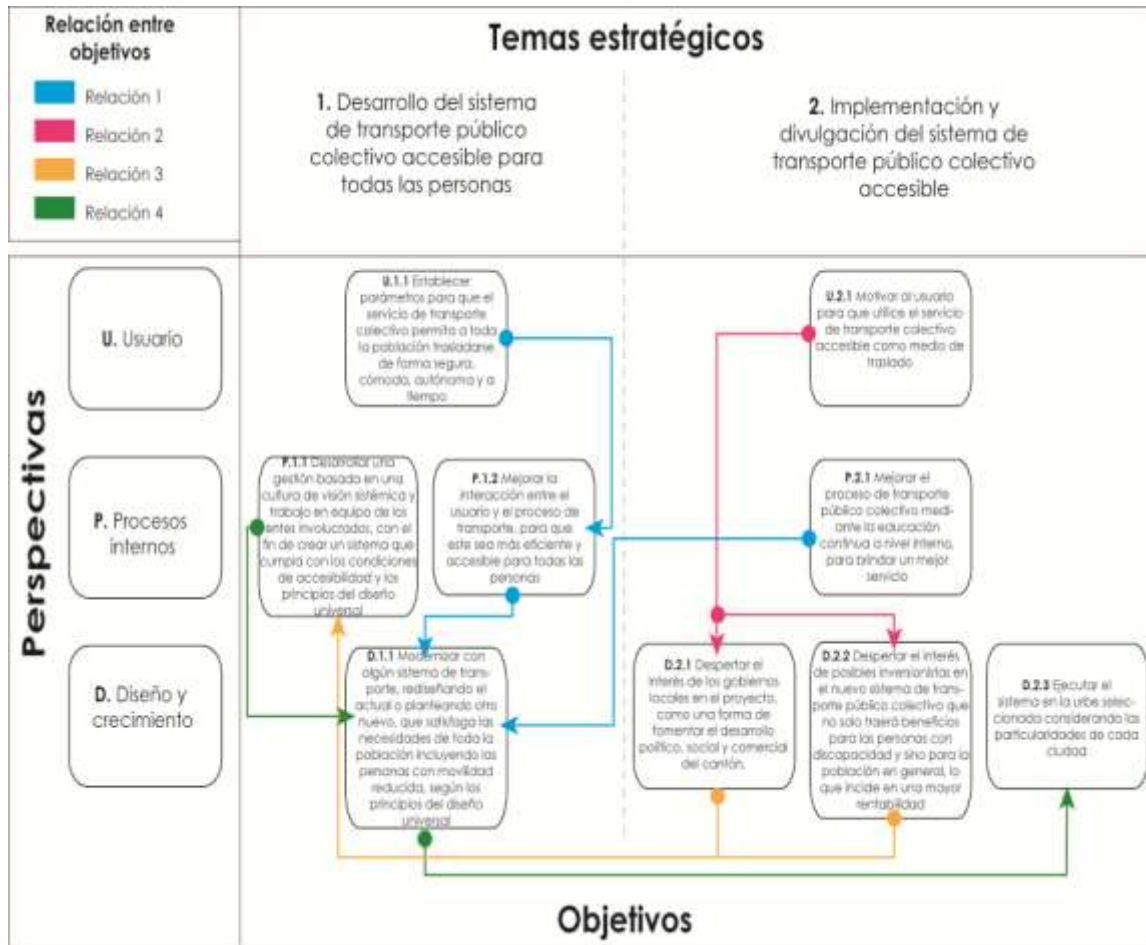 Relación entre
objetivos
Relación 1
Relación 2
Relación 3
Relación 4
Temas estratégicos
1. Desarrollo del sistema
de transporte público
colectivo accesible para
todas las personas
2. Implementación y
divulgación del sistema de
transporte público colectivo
accesible
Perspectivas
U. Usuario
U.1.1 Establecer
parámetros para que el
servicio de transporte
colectivo permita a toda
la población trasladarse
de forma segura,
cómoda, autónoma y a
tiempo
U.2.1 Motivar al usuario
para que utilice el servicio
de transporte colectivo
accesible como medio de
traslado
P. Procesos
internos
P.1.1 Desarrollar una
gestión basada en una
cultura de visión sistémica y
trabajo en equipo de los
entes involucrados, con el
fin de crear un sistema que
cumpla con las condiciones
de accesibilidad y los
principios del diseño
universal
P.1.2 Mejorar la
interacción entre el
usuario y el proceso de
transporte, para que
este sea más eficiente y
accesible para todas las
personas
P.2.1 Mejorar el
proceso de transporte
público colectivo medi-
ante la educación
continua a nivel interno,
para brindar un mejor
servicio
D. Diseño y
crecimiento
D.1.1 Modernizar con
algún sistema de trans-
porte, rediseñando el
actual o planteando otro
nuevo, que satisfaga las
necesidades de toda la
población incluyendo las
personas con movilidad
reducida, según los
principios del diseño
universal
D.2.1 Despertar el
interés de los gobiernos
locales en el proyecto,
como una forma de
fomentar el desarrollo
político, social y comercial
del cantón.
D.2.2 Despertar el interés
de posibles inversionistas
en el nuevo sistema de trans-
porte público colectivo que
no solo traerá beneficios
para las personas con
discapacidad y sino para la
población en general, lo
que incide en una mayor
rentabilidad
D.2.3 Ejecutar el
sistema en la urbe selec-
cionada considerando las
particularidades de cada
ciudad
Objetivos